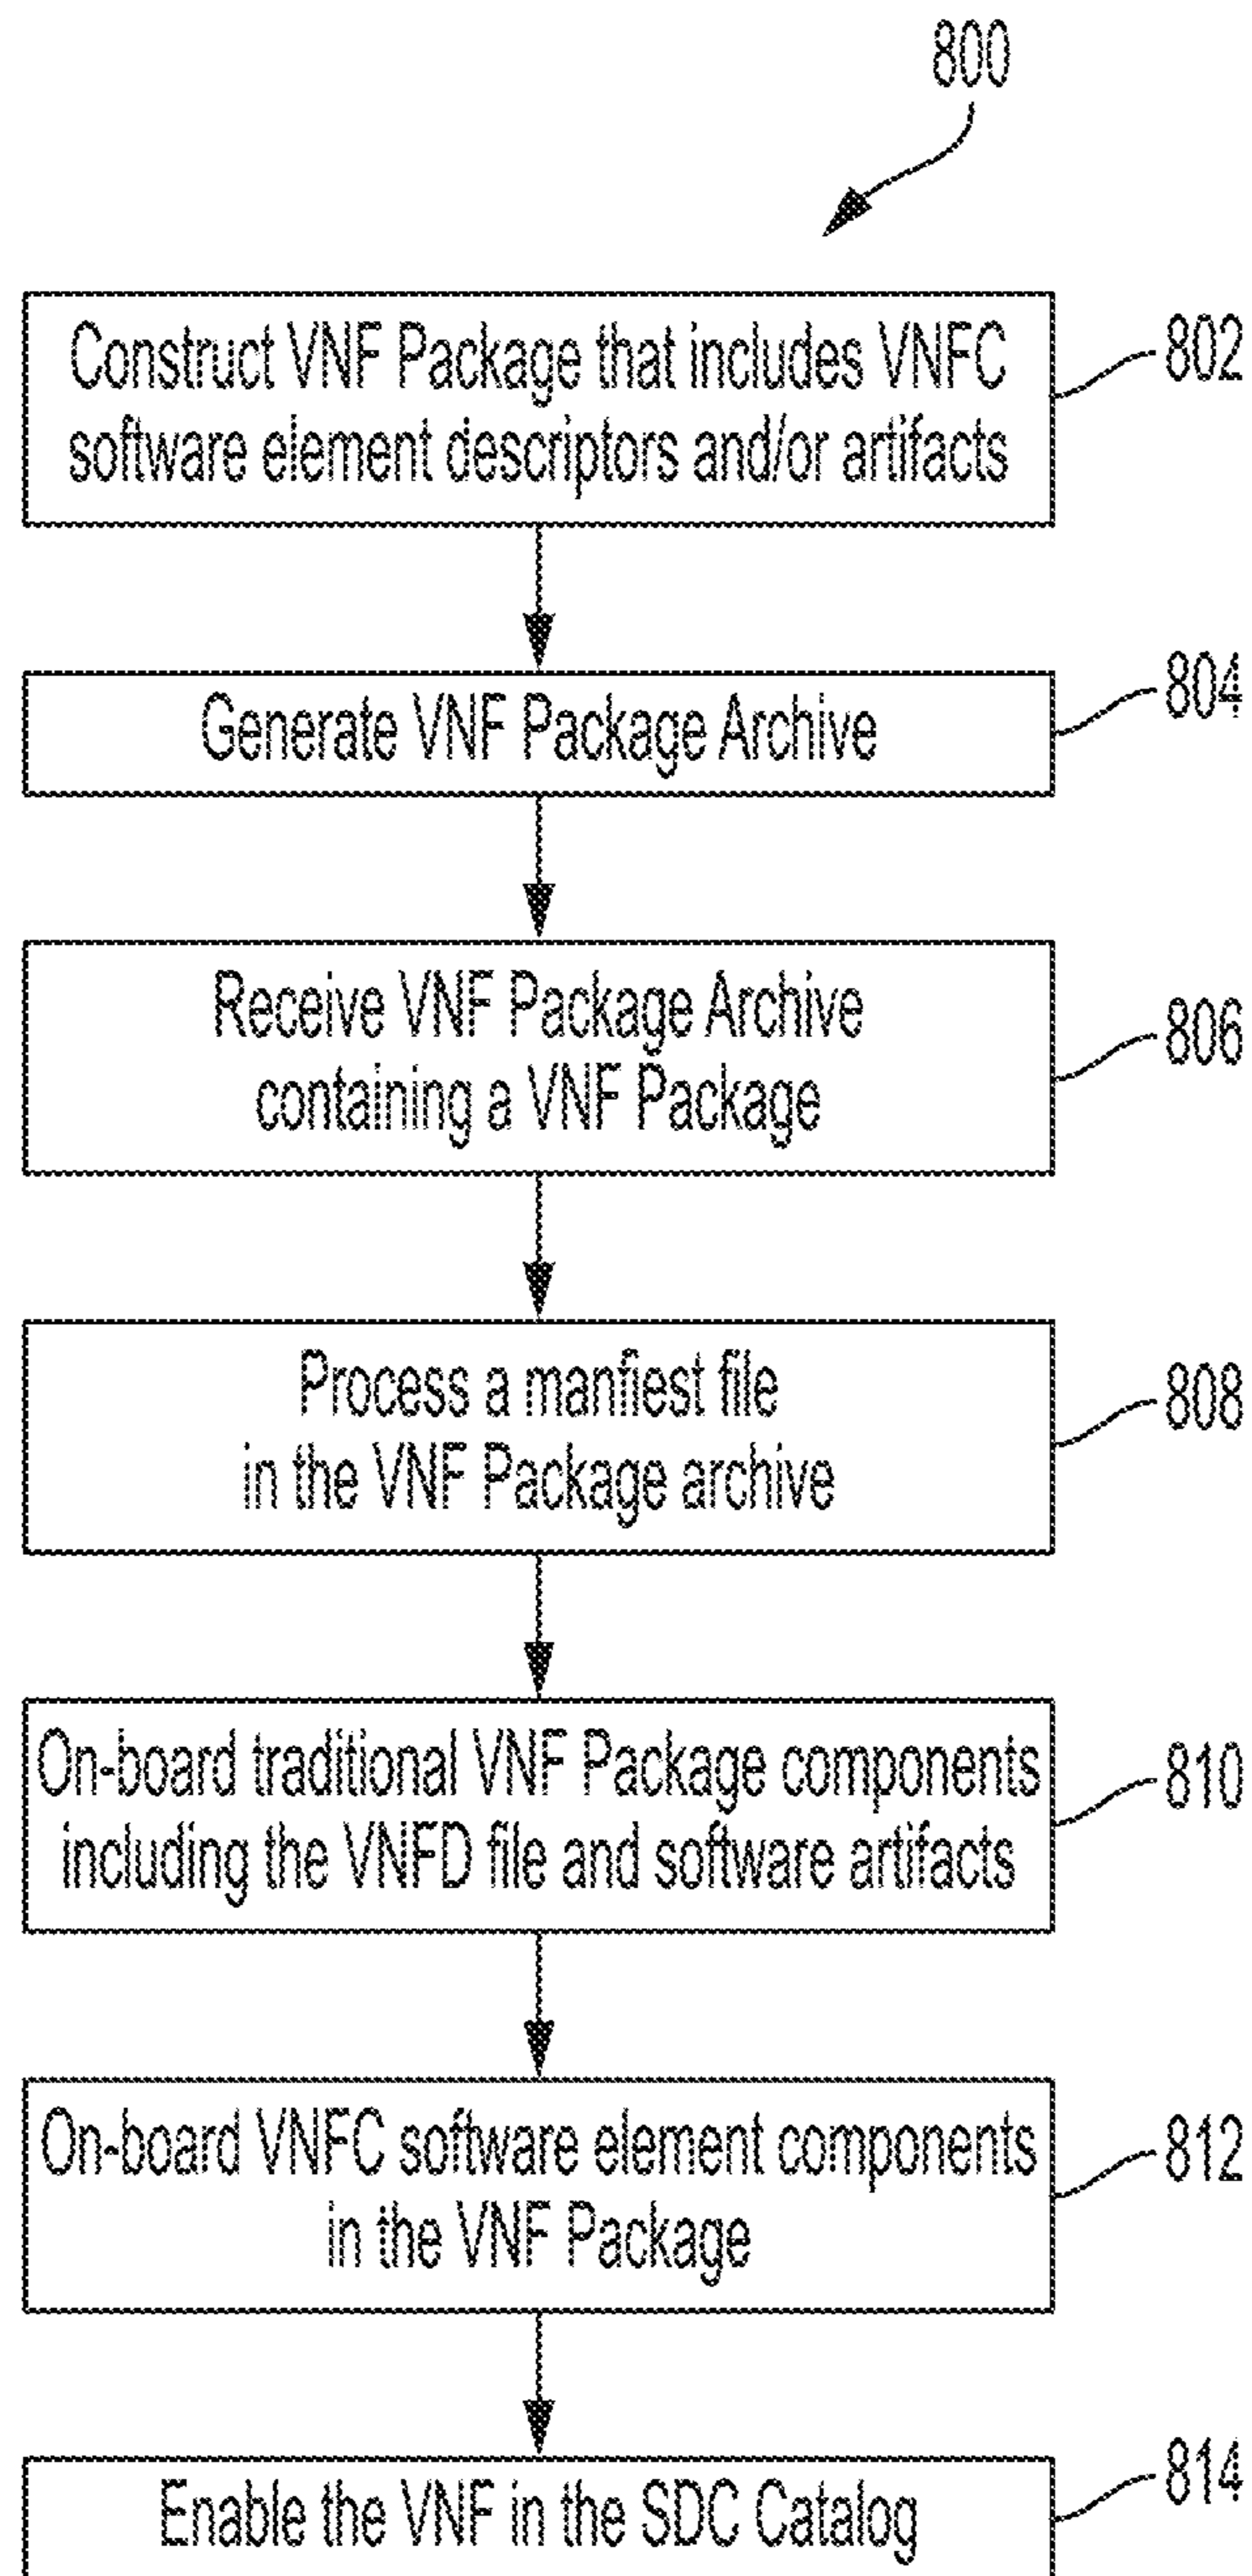 800
Construct VNF Package that includes VNFC
software element descriptors and/or artifacts
802
Generate VNF Package Archive
804
Receive VNF Package Archive
containing a VNF Package
806
Process a manfiest file
in the VNF Package archive
808
On-board traditional VNF Package components
including the VNFD file and software artifacts
810
On-board VNFC software element components
in the VNF Package
812
Enable the VNF in the SDC Catalog
814